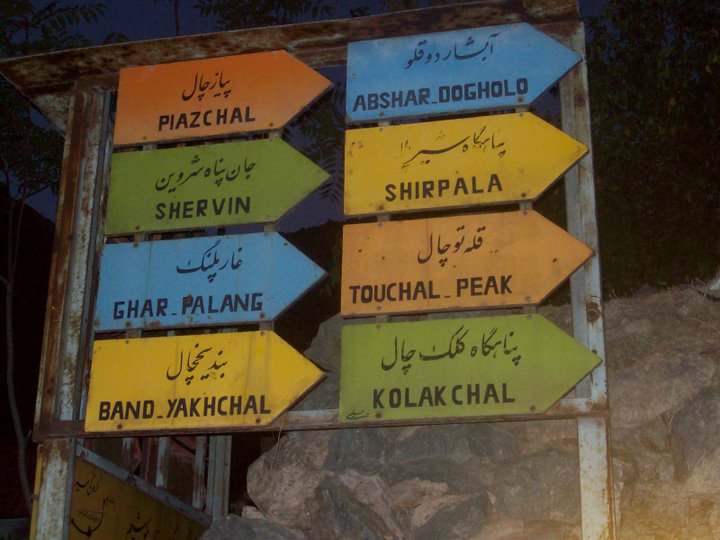 پیازچال
PIAZCHAL
جان پناه شروین
SHERVIN
غار پلنگ
GHAR_PALANG
بند یخچال
BAND_YAKHCHAL
آبشار دوقلو
ABSHAR_DOGHOLO
پناهگاه شیرپلا
SHIRPALA
قله توچال
TOUCHAL_PEAK
پناهگاه کلک چال
KOLAKCHAL